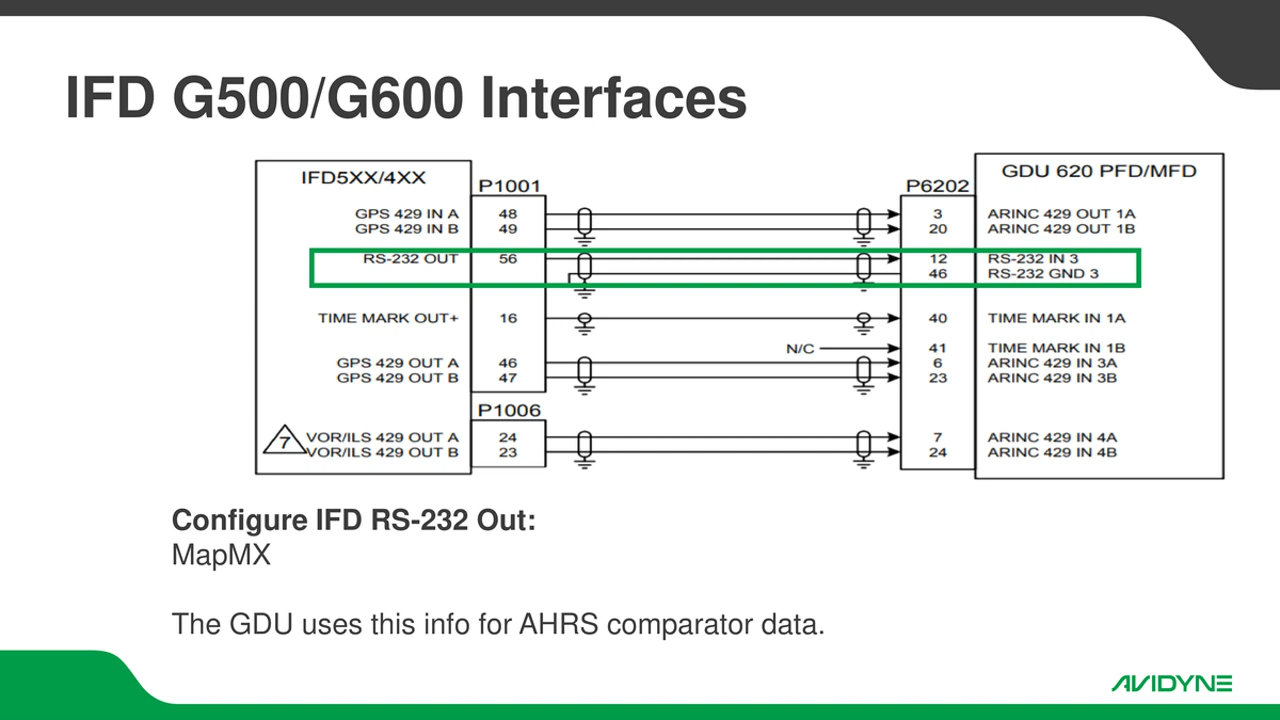 IFD G500/G600 Interfaces
IFD5XX/4XX P1001 P6202 GDU 620 PFD/MFD
GPS 429 IN A 48 3 ARINC 429 OUT 1A
GPS 429 IN B 49 20 ARINC 429 OUT 1B
RS-232 OUT 56 12 RS-232 IN 3
46 RS-232 GND 3
TIME MARK OUT+ 16 40 TIME MARK IN 1A
N/C 41 TIME MARK IN 1B
GPS 429 OUT A 46 6 ARINC 429 IN 3A
GPS 429 OUT B 47 23 ARINC 429 IN 3B
P1006
7 VOR/ILS 429 OUT A 24 7 ARINC 429 IN 4A
VOR/ILS 429 OUT B 23 24 ARINC 429 IN 4B
Configure IFD RS-232 Out:
MapMX
The GDU uses this info for AHRS comparator data.
AVIDYNE